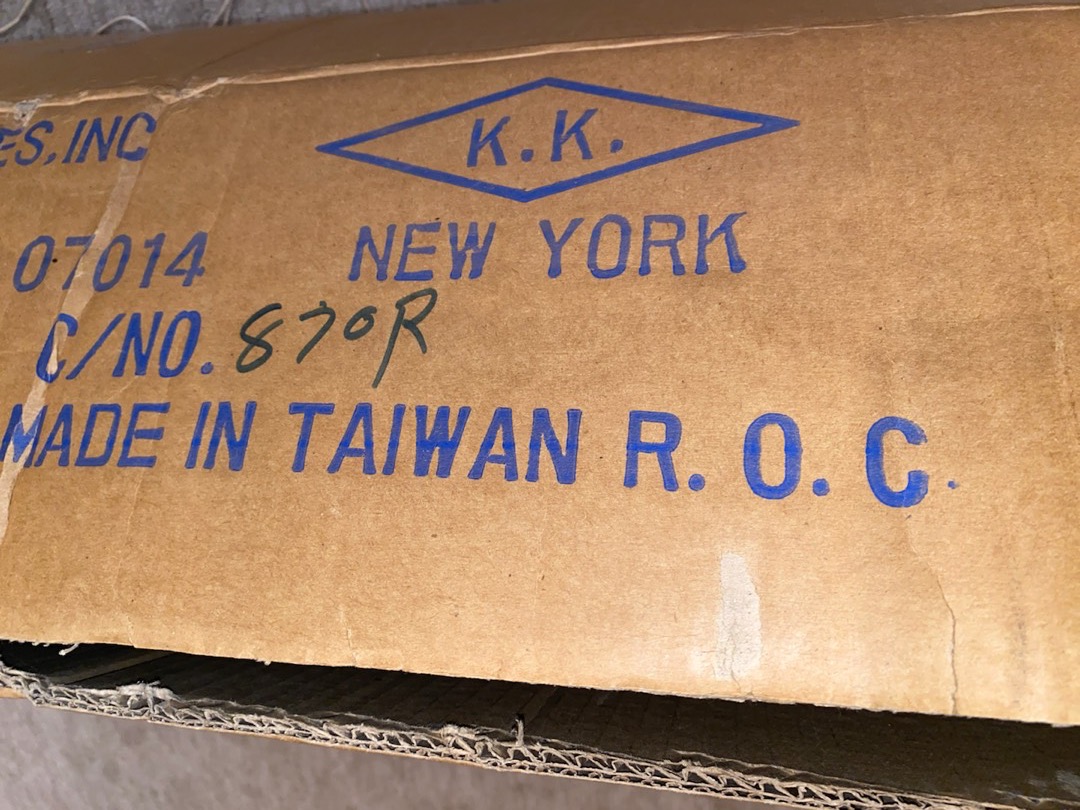 ES, INC
K.K.
07014 NEW YORK
C/NO. 870R
MADE IN TAIWAN R.O.C.